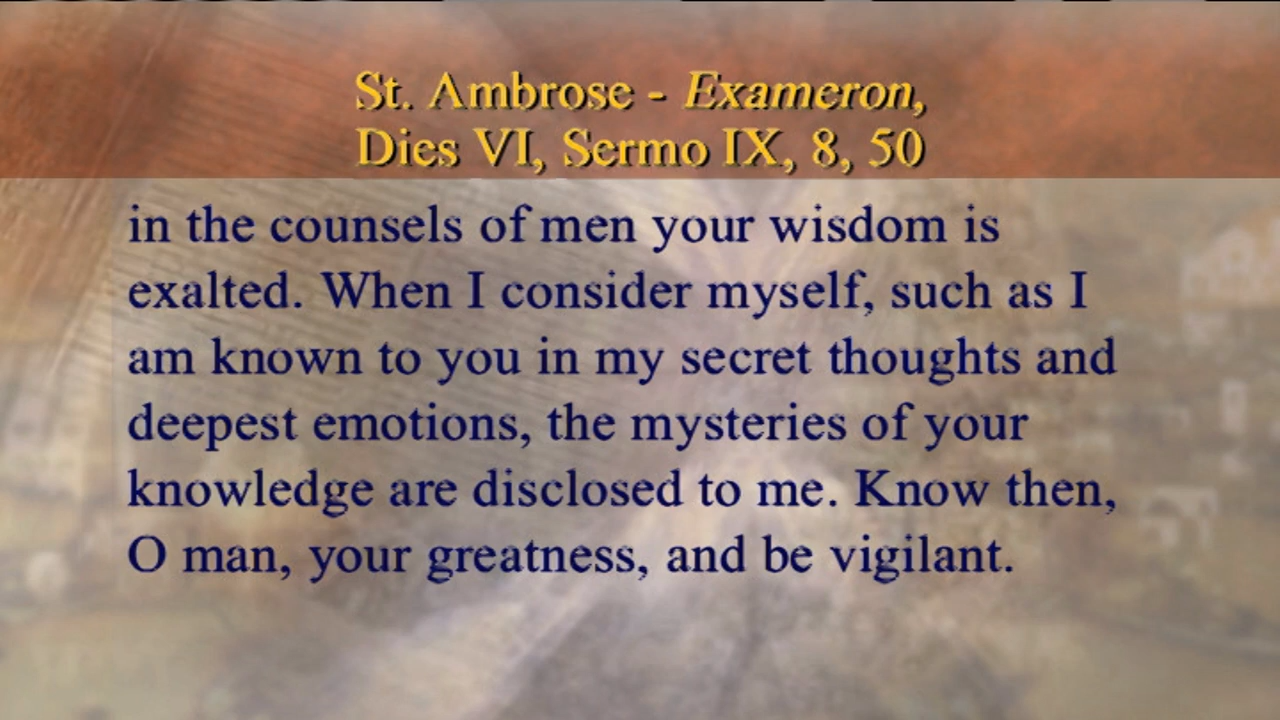 St. Ambrose - Exameron,
Dies VI, Sermo IX, 8, 50
in the counsels of men your wisdom is
exalted. When I consider myself, such as I
am known to you in my secret thoughts and
deepest emotions, the mysteries of your
knowledge are disclosed to me. Know then,
O man, your greatness, and be vigilant.